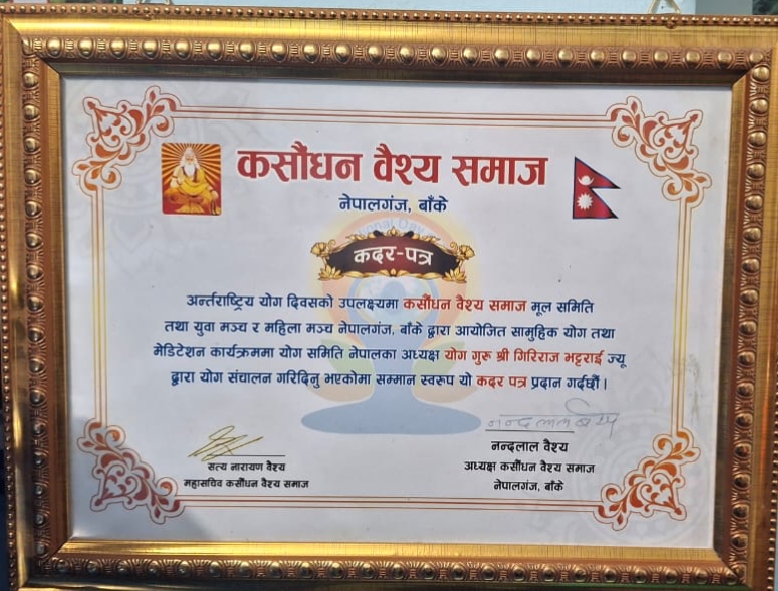 कसौंधन वैश्य समाज
नेपालगंज, बाँके
कदर-पत्र
अर्न्तराष्ट्रिय योग दिवसको उपलक्ष्यमा कसौंधन वैश्य समाज मूल समिति
तथा युवा मञ्च र महिला मञ्च नेपालगंज, बाँके द्वारा आयोजित सामुहिक योग तथा
मेडिटेशन कार्यक्रममा योग समिति नेपालका अध्यक्ष योग गुरू श्री गिरिराज भट्टराई ज्यू
द्वारा योग संचालन गरिदिनु भएकोमा सम्मान स्वरूप यो कदर पत्र प्रदान गर्दछौं ।
नन्दलाल वैश्य
सत्य नारायण वैश्य
महासचिव कसौंधन वैश्य समाज
नन्दलाल वैश्य
अध्यक्ष कसौंधन वैश्य समाज
नेपालगंज, बाँके